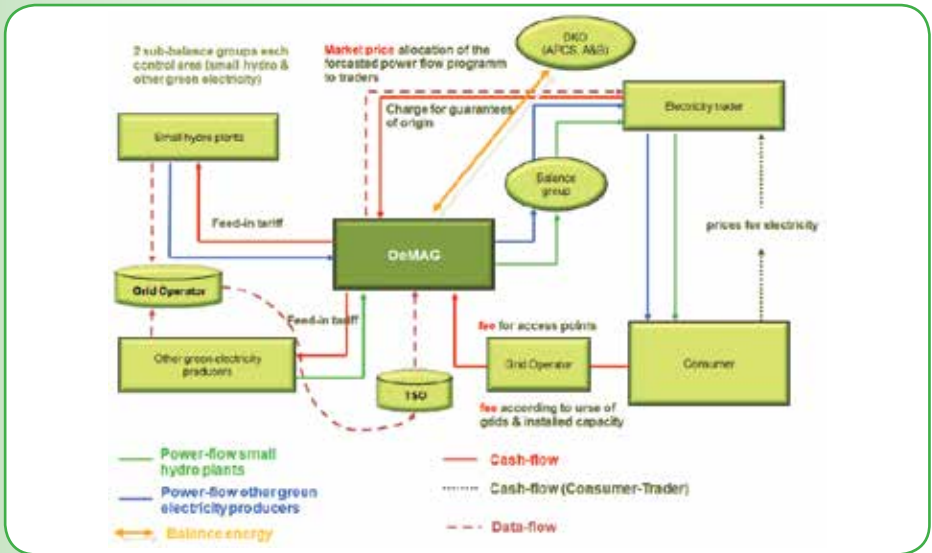 2 sub-balance groups each
control area (small hydro &
other green electricity)
Market price allocation of the
forcasted power flow programm
to traders
(APCS, A&B)
Electricity trader
Charge for guarantees
of origin
Small hydro plants
Balance
group
Feed-in tariff
OeMAG
prices for electricity
Grid Operator
Feed-in tariff
fee for access points
Other green electricity
producers
Grid Operator
Consumer
TSO
fee according to urse of
grids & installed capacity
Power-flow small
hydro plants
Power-flow other green
electricity producers
Balance energy
Cash-flow
Cash-flow (Consumer-Trader)
Data-flow